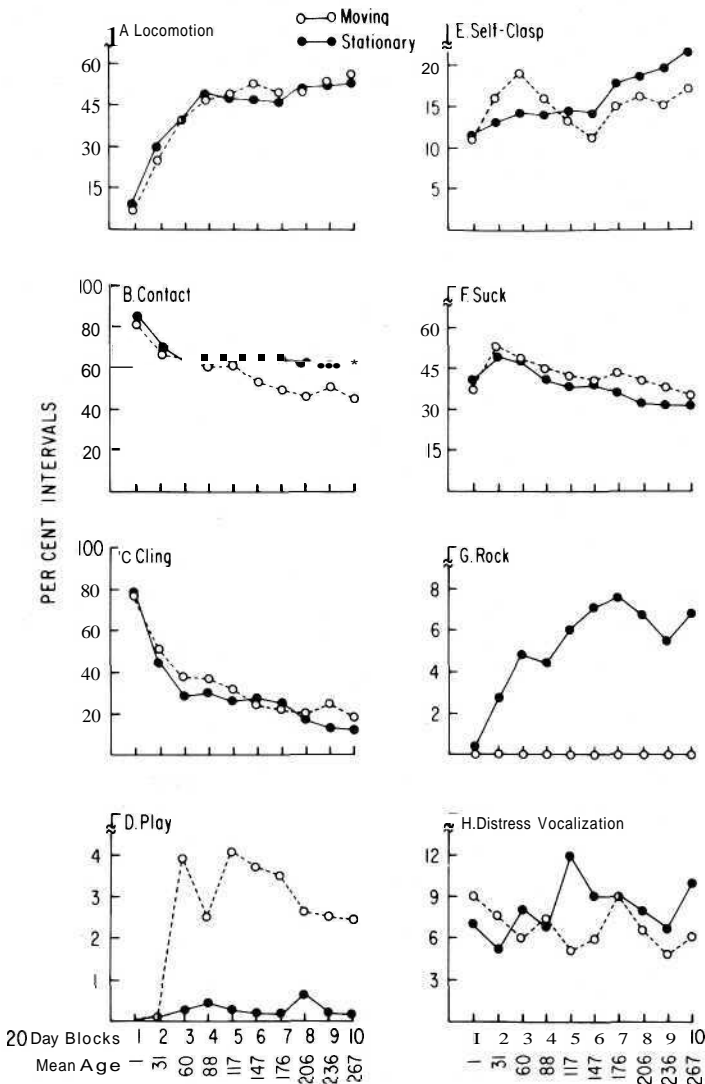 Moving
Stationary
A Locomotion
60
45
30
15
E. Self-Clasp
20
15
10
5
B. Contact
100
80
60
40
20
*
F. Suck
60
45
30
15
PER CENT INTERVALS
'C Cling
100
80
60
40
20
G. Rock
8
6
4
2
D. Play
4
3
2
1
H. Distress Vocalization
12
9
6
3
20 Day Blocks 1 2 3 4 5 6 7 8 9 10
Mean Age 1 31 60 88 117 147 176 206 236 267
I 2 3 4 5 6 7 8 9 10
1 31 60 88 117 147 176 206 236 267